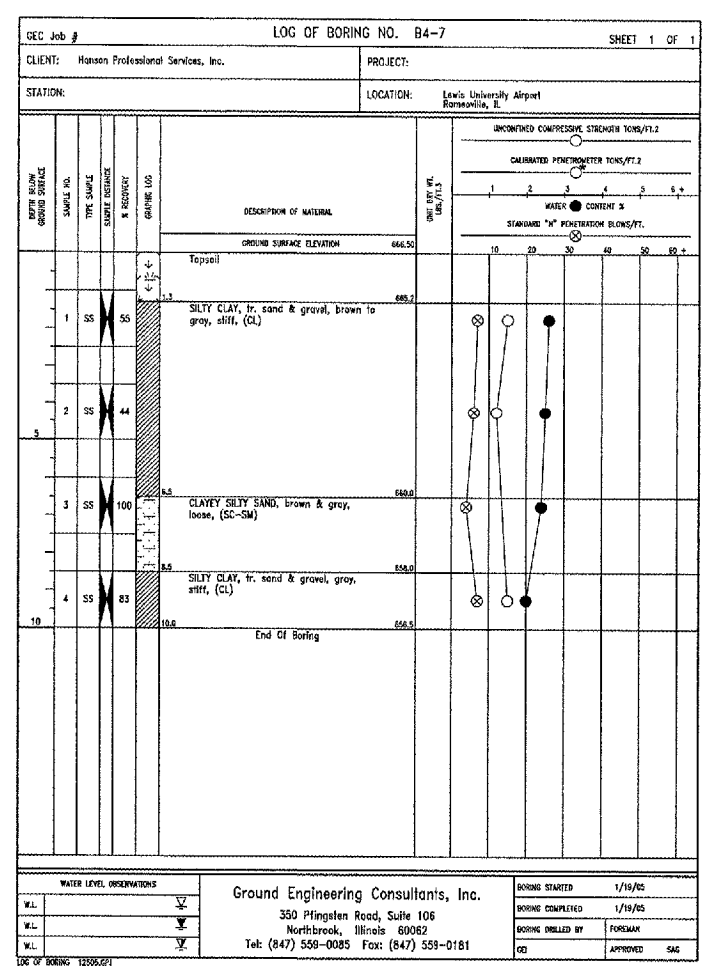 GEC Job #
LOG OF BORING NO. B4-7
SHEET 1 OF 1
CLIENT: Hanson Professional Services, Inc.
PROJECT:
STATION:
LOCATION: Lewis University Airport
Romeoville, IL
DEPTH BELOW GROUND SURFACE
SAMPLE NO.
TYPE SAMPLE
SAMPLE DISTANCE
% RECOVERY
GRAPHIC LOG
DESCRIPTION OF MATERIAL
GROUND SURFACE ELEVATION 666.50
UNIT DRY WT. LBS./FT.3
UNCONFINED COMPRESSIVE STRENGTH TONS/FT.2
CALIBRATED PENETROMETER TONS/FT.2
*
1 2 3 4 5 6 +
WATER CONTENT %
STANDARD "N" PENETRATION BLOWS/FT.
10 20 30 40 50 60 +
Topsoil
1.3 665.2
1 SS 55
SILTY CLAY, tr. sand & gravel, brown to
gray, stiff, (CL)
2 SS 44
5
6.5 660.0
3 SS 100
CLAYEY SILTY SAND, brown & gray,
loose, (SC-SM)
8.5 658.0
4 SS 83
SILTY CLAY, tr. sand & gravel, gray,
stiff, (CL)
10 10.0 656.5
End Of Boring
WATER LEVEL OBSERVATIONS
W.L.
W.L.
W.L.
Ground Engineering Consultants, Inc.
350 Pfingsten Road, Suite 106
Northbrook, Illinois 60062
Tel: (847) 559-0085 Fax: (847) 559-0181
BORING STARTED 1/19/05
BORING COMPLETED 1/19/05
BORING DRILLED BY FOREMAN
GEI APPROVED SAG
LOG OF BORING 12505.GPJ